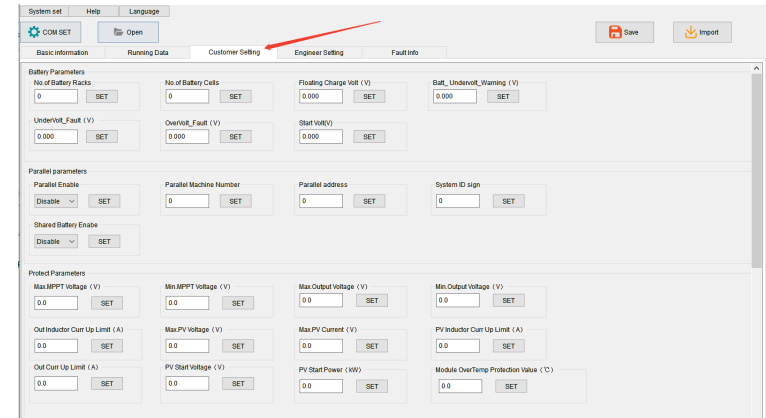 System set Help Language
COM SET Open Save Import
Basic information Running Data Customer Setting Engineer Setting Fault Info
Battery Parameters
No.of Battery Racks No.of Battery Cells Floating Charge Volt (V) Batt_ Undervolt_Warning (V)
0 SET 0 SET 0.000 SET 0.000 SET
UnderVolt_Fault (V) OverVolt_Fault (V) Start Volt(V)
0.000 SET 0.000 SET 0.000 SET
Parallel parameters
Parallel Enable Parallel Machine Number Parallel address System ID sign
Disable SET 0 SET 0 SET 0 SET
Shared Battery Enabe
Disable SET
Protect Parameters
Max.MPPT Voltage (V) Min.MPPT Voltage (V) Max.Output Voltage (V) Min.Output Voltage (V)
0.0 SET 0.0 SET 0.0 SET 0.0 SET
Out Inductor Curr Up Limit (A) Max.PV Voltage (V) Max.PV Current (V) PV Inductor Curr Up Limit (A)
0.0 SET 0.0 SET 0.0 SET 0.0 SET
Out Curr Up Limit (A) PV Start Voltage (V) PV Start Power (kW) Module OverTemp Protection Value (℃)
0.0 SET 0.0 SET 0.0 SET 0.0 SET